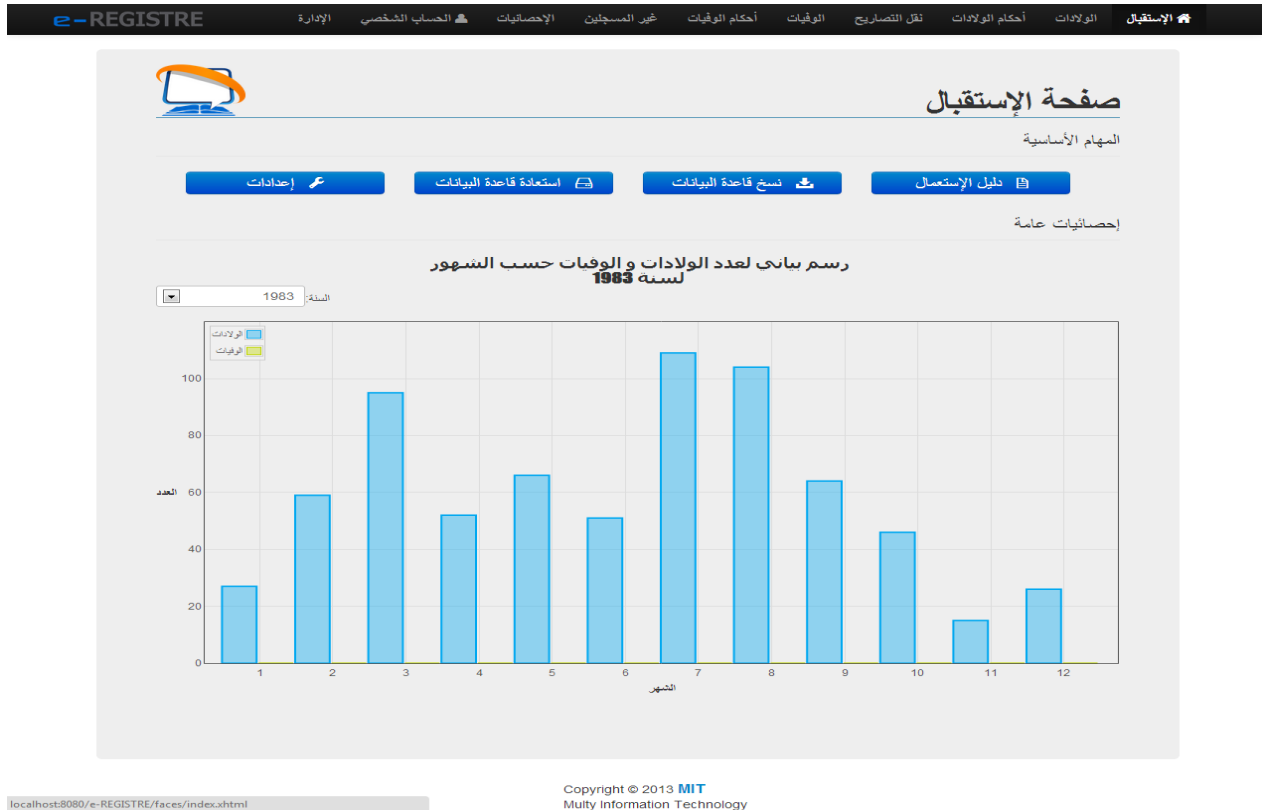 e-REGISTRE
الإستقبال الولادات أحكام الولادات نقل التصاريح الوفيات أحكام الوفيات غير المسجلين الإحصائيات الحساب الشخصي الإدارة
صفحة الإستقبال
المهام الأساسية
دليل الإستعمال نسخ قاعدة البيانات استعادة قاعدة البيانات إعدادات
إحصائيات عامة
رسم بياني لعدد الولادات و الوفيات حسب الشهور
لسنة 1983
السنة: 1983
الولادات
الوفيات
100
80
60
العدد
40
20
0
1 2 3 4 5 6 7 8 9 10 11 12
الشهر
Copyright © 2013 MIT
Multy Information Technology
localhost:8080/e-REGISTRE/faces/index.xhtml